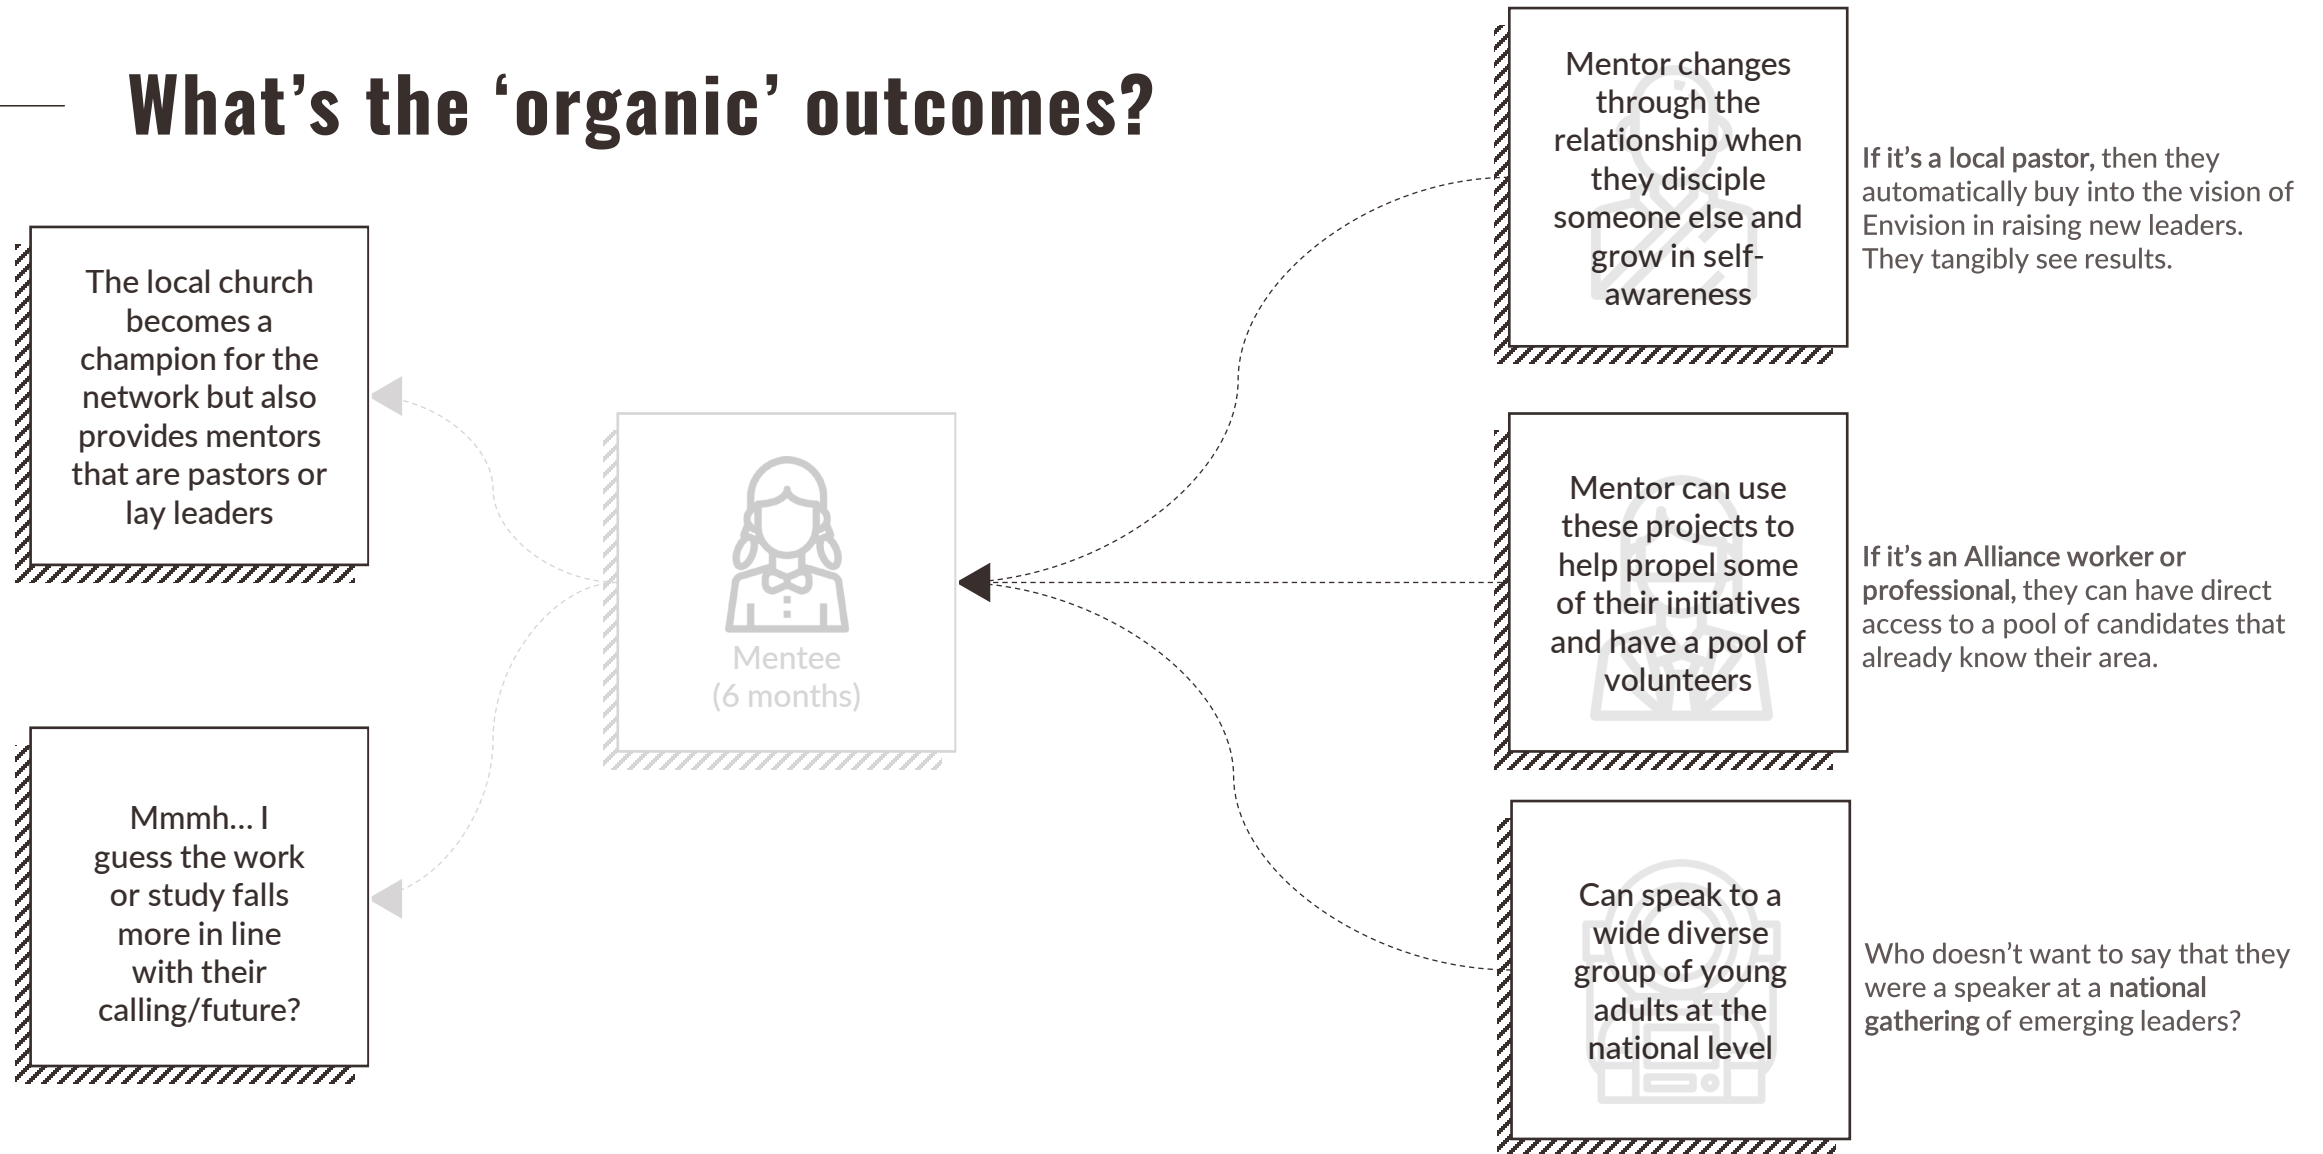 What’s the ‘organic’ outcomes?
The local church
becomes a
champion for the
network but also
provides mentors
that are pastors or
lay leaders
Mmmh... I
guess the work
or study falls
more in line
with their
calling/future?
Mentee
(6 months)
Mentor changes
through the
relationship when
they disciple
someone else and
grow in self-
awareness
If it’s a local pastor, then they
automatically buy into the vision of
Envision in raising new leaders.
They tangibly see results.
Mentor can use
these projects to
help propel some
of their initiatives
and have a pool of
volunteers
If it’s an Alliance worker or
professional, they can have direct
access to a pool of candidates that
already know their area.
Can speak to a
wide diverse
group of young
adults at the
national level
Who doesn’t want to say that they
were a speaker at a national
gathering of emerging leaders?